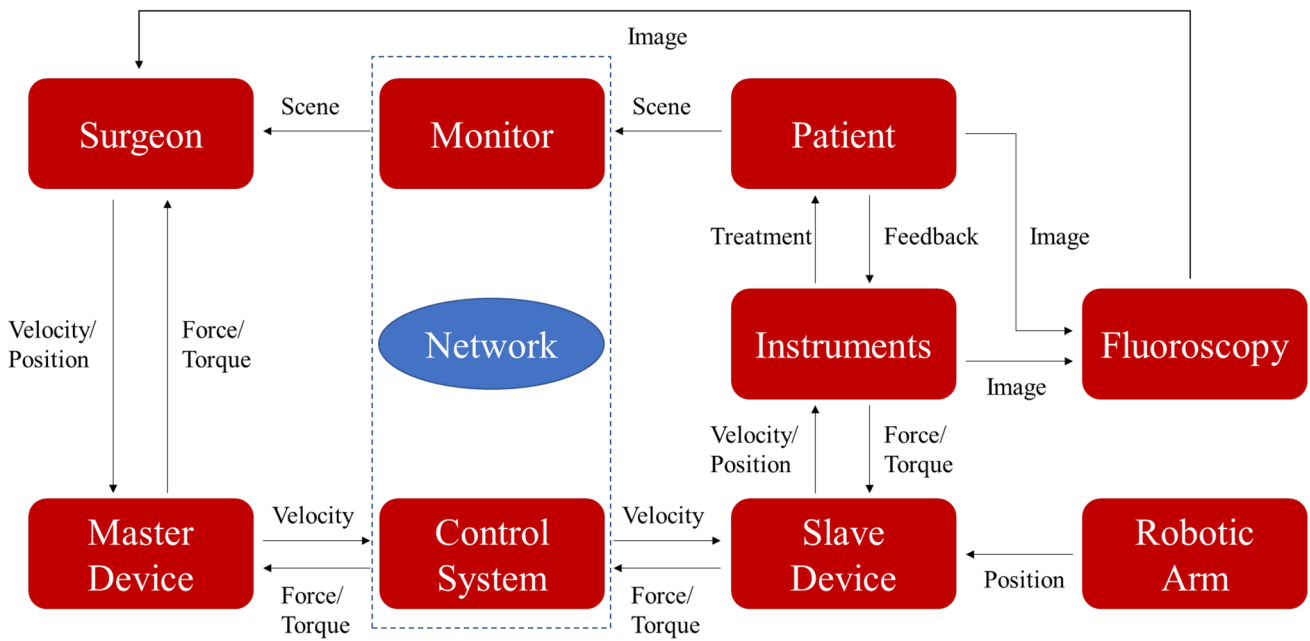 Image
Surgeon
Scene
Monitor
Scene
Patient
Treatment
Feedback
Image
Velocity/
Position
Force/
Torque
Network
Instruments
Image
Fluoroscopy
Velocity/
Position
Force/
Torque
Master
Device
Velocity
Force/
Torque
Control
System
Velocity
Force/
Torque
Slave
Device
Position
Robotic
Arm